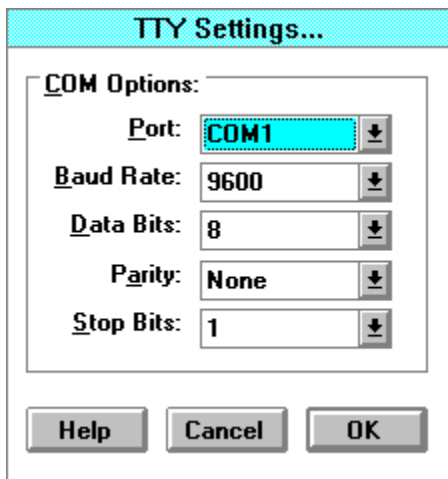 TTY Settings...
COM Options:
Port: COM1
Baud Rate: 9600
Data Bits: 8
Parity: None
Stop Bits: 1
Help Cancel OK